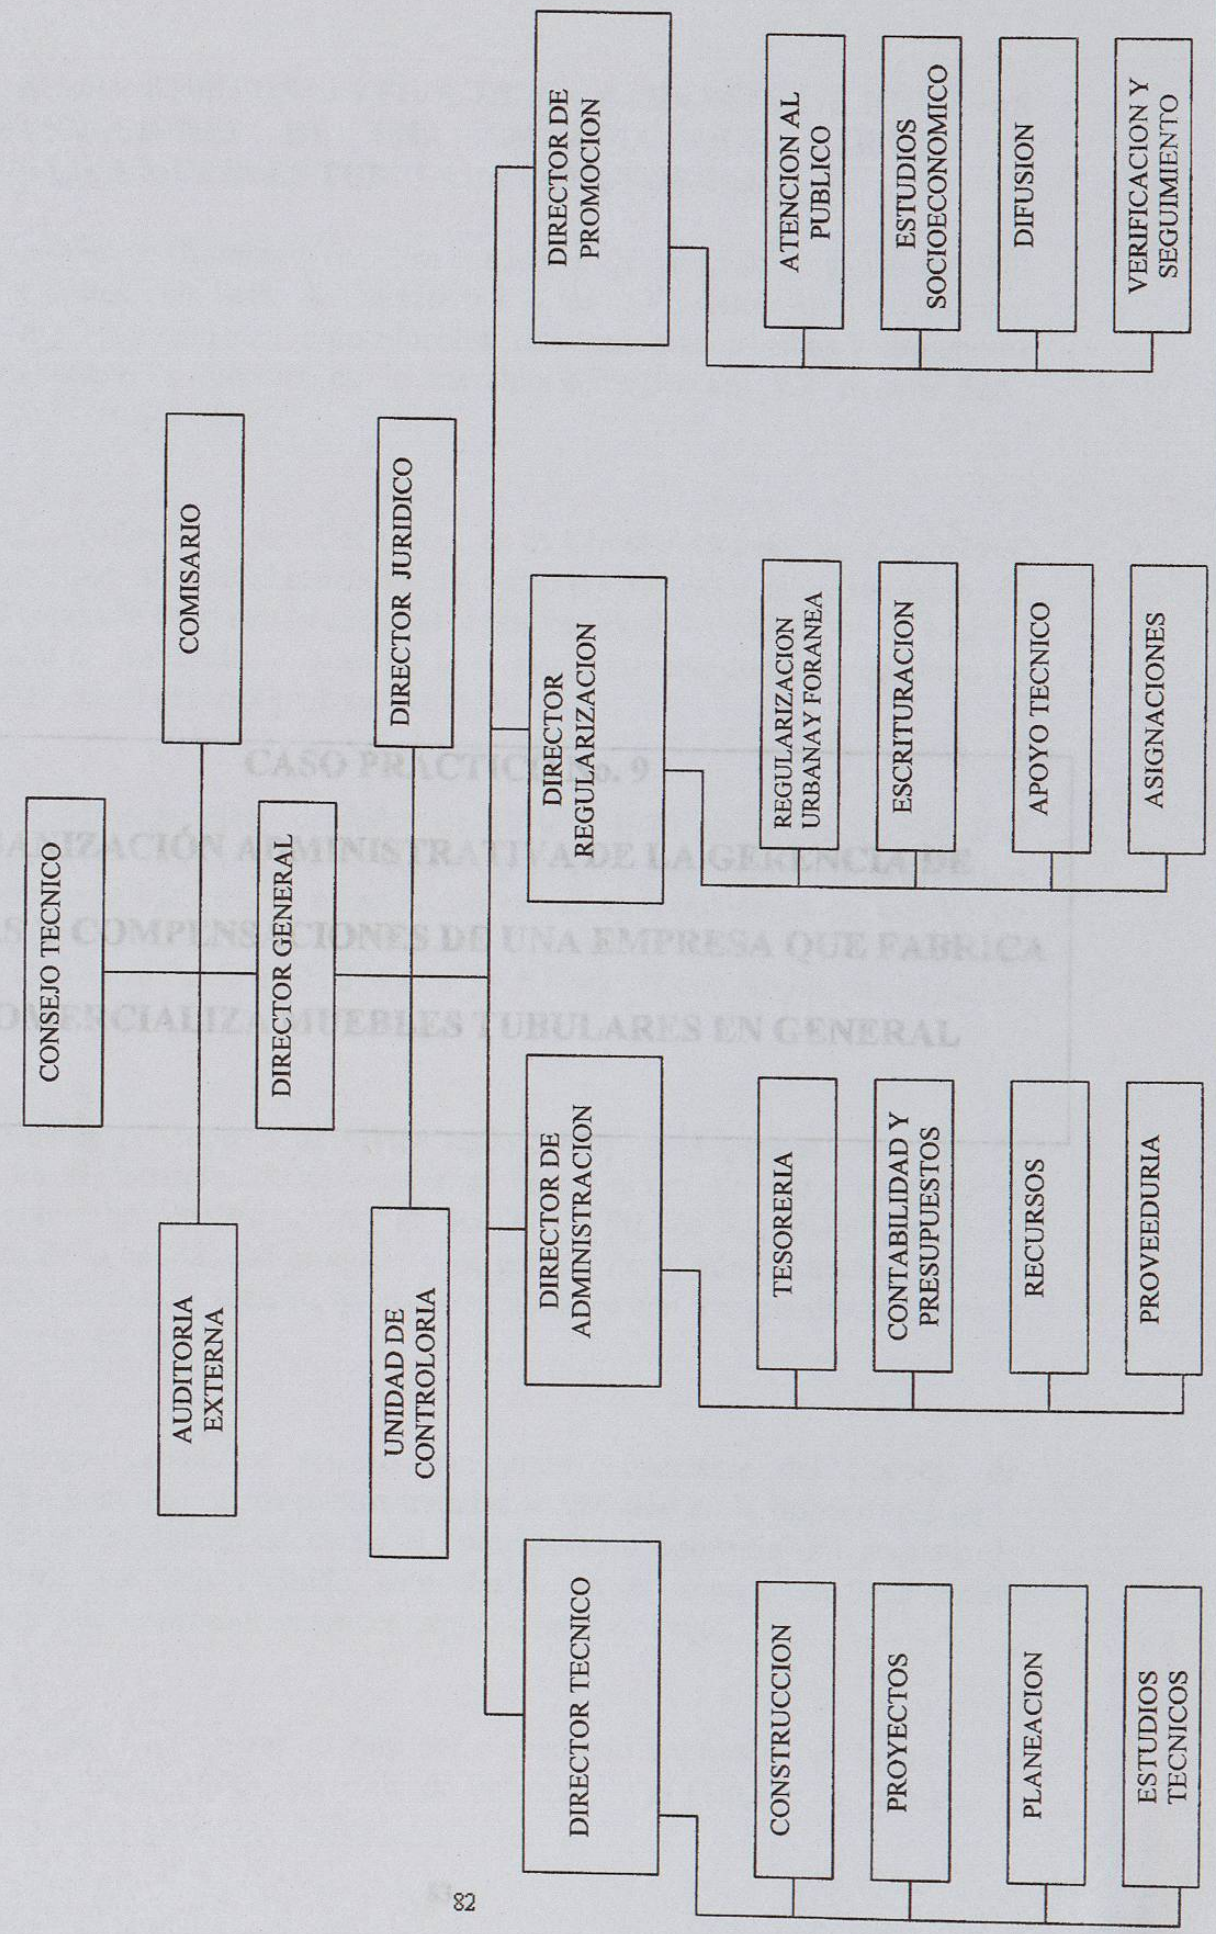 CONSEJO TECNICO
AUDITORIA
EXTERNA
COMISARIO
DIRECTOR GENERAL
UNIDAD DE
CONTROLORIA
DIRECTOR JURIDICO
DIRECTOR TECNICO
CONSTRUCCION
PROYECTOS
PLANEACION
ESTUDIOS
TECNICOS
DIRECTOR DE
ADMINISTRACION
TESORERIA
CONTABILIDAD Y
PRESUPUESTOS
RECURSOS
PROVEEDURIA
DIRECTOR
REGULARIZACION
REGULARIZACION
URBANA Y FORANEA
ESCRITURACION
APOYO TECNICO
ASIGNACIONES
DIRECTOR DE
PROMOCION
ATENCION AL
PUBLICO
ESTUDIOS
SOCIOECONOMICO
DIFUSION
VERIFICACION Y
SEGUIMIENTO
CASO PRACTICO No. 9
ADMINISTRATIVA DE LA GERENCIA DE
COMPENSACIONES DE UNA EMPRESA QUE FABRICA
MUEBLES TUBULARES EN GENERAL
82